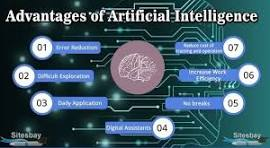 Advantages of Artificial Intelligence
01
Error Reduction
02
Difficult Exploration
03
Daily Application
Digital Assistants
04
No breaks
05
Increase Work
Efficiency
06
Reduce cost of
training and operation
07
Sitesbay
Sitesbay